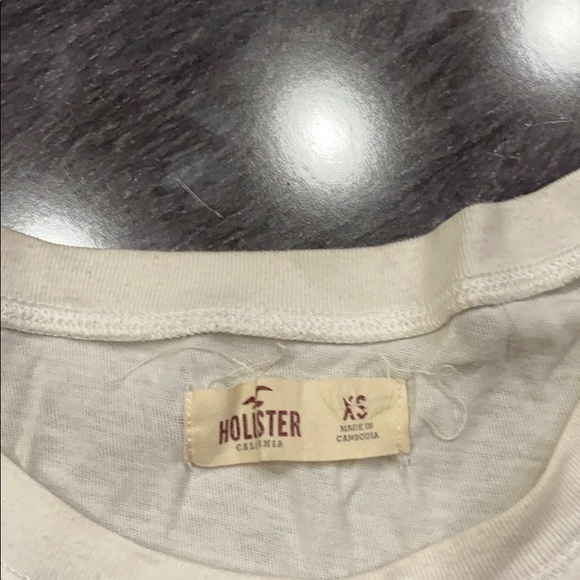 HOLLISTER
CALIFORNIA
XS
MADE IN
CAMBODIA